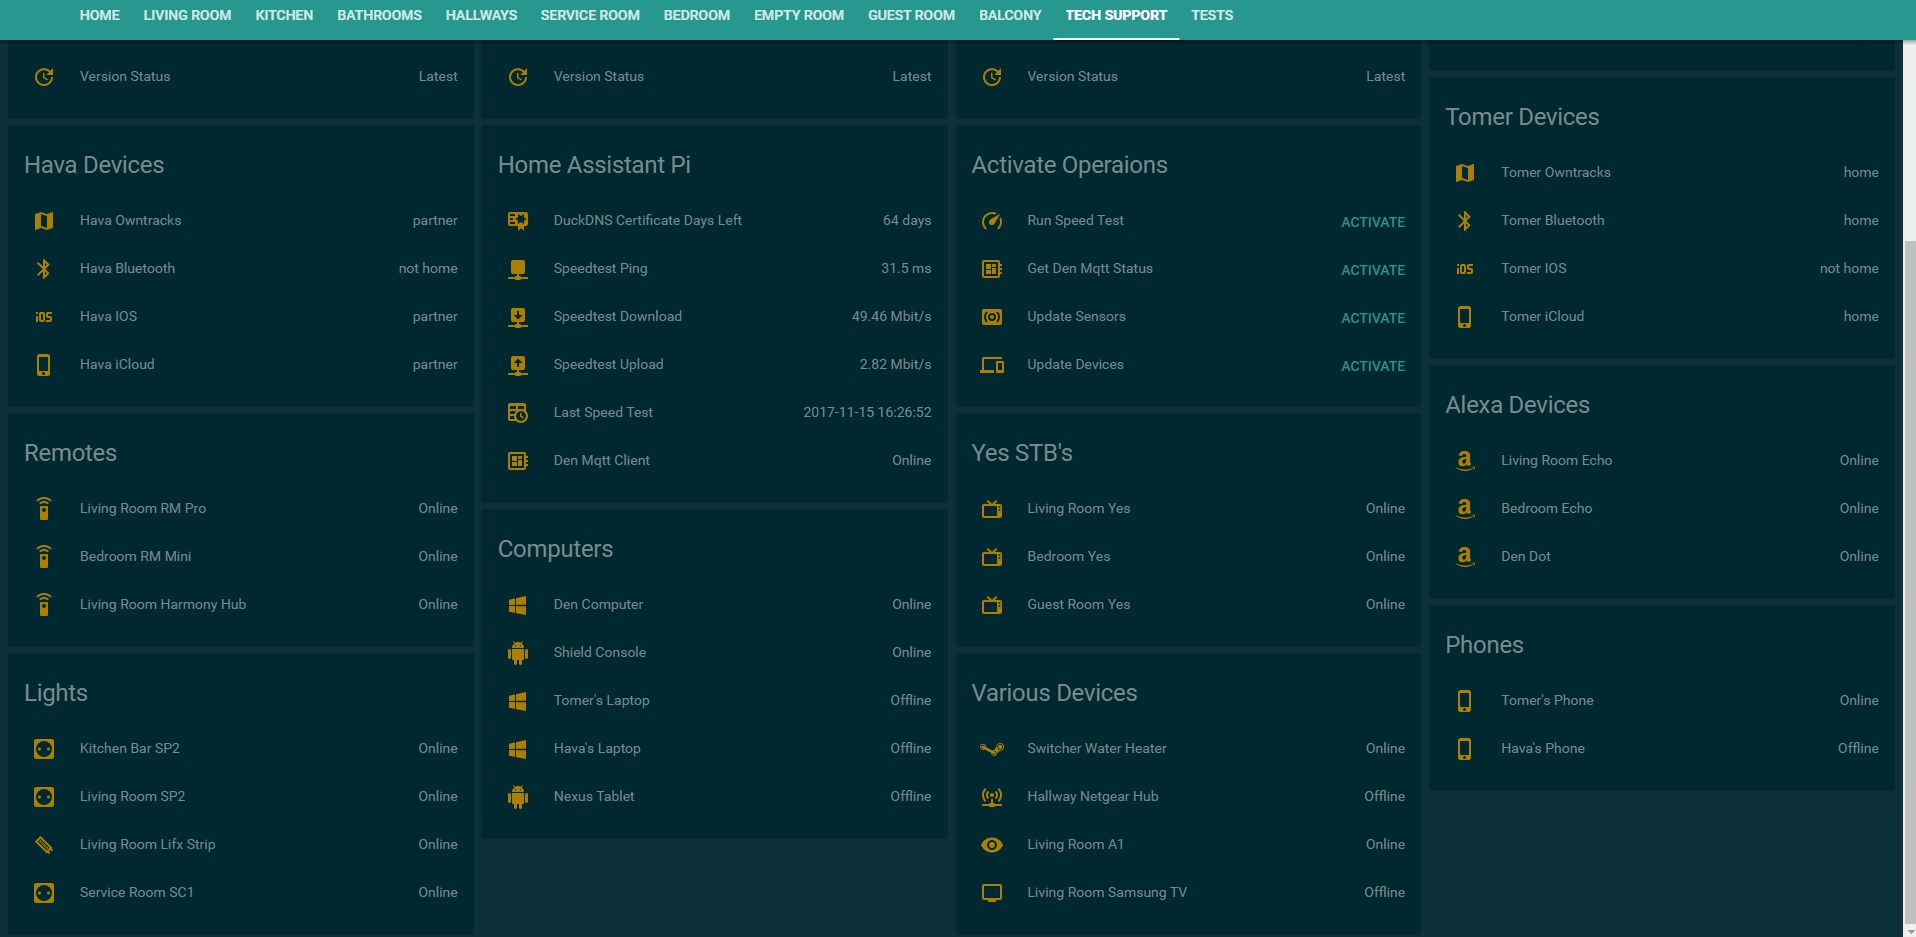 HOME LIVING ROOM KITCHEN BATHROOMS HALLWAYS SERVICE ROOM BEDROOM EMPTY ROOM GUEST ROOM BALCONY TECH SUPPORT TESTS
Version Status Latest
Hava Devices
Hava Owntracks partner
Hava Bluetooth not home
iOS Hava IOS partner
Hava iCloud partner
Remotes
Living Room RM Pro Online
Bedroom RM Mini Online
Living Room Harmony Hub Online
Lights
Kitchen Bar SP2 Online
Living Room SP2 Online
Living Room Lifx Strip Online
Service Room SC1 Online
Version Status Latest
Home Assistant Pi
DuckDNS Certificate Days Left 64 days
Speedtest Ping 31.5 ms
Speedtest Download 49.46 Mbit/s
Speedtest Upload 2.82 Mbit/s
Last Speed Test 2017-11-15 16:26:52
Den Mqtt Client Online
Computers
Den Computer Online
Shield Console Online
Tomer's Laptop Offline
Hava's Laptop Offline
Nexus Tablet Offline
Version Status Latest
Activate Operaions
Run Speed Test ACTIVATE
Get Den Mqtt Status ACTIVATE
Update Sensors ACTIVATE
Update Devices ACTIVATE
Yes STB's
Living Room Yes Online
Bedroom Yes Online
Guest Room Yes Online
Various Devices
Switcher Water Heater Online
Hallway Netgear Hub Offline
Living Room A1 Online
Living Room Samsung TV Offline
Tomer Devices
Tomer Owntracks home
Tomer Bluetooth home
iOS Tomer IOS not home
Tomer iCloud home
Alexa Devices
a Living Room Echo Online
a Bedroom Echo Online
a Den Dot Online
Phones
Tomer's Phone Online
Hava's Phone Offline